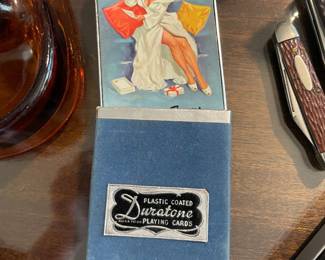 PLASTIC COATED
Duratone
PLAYING CARDS